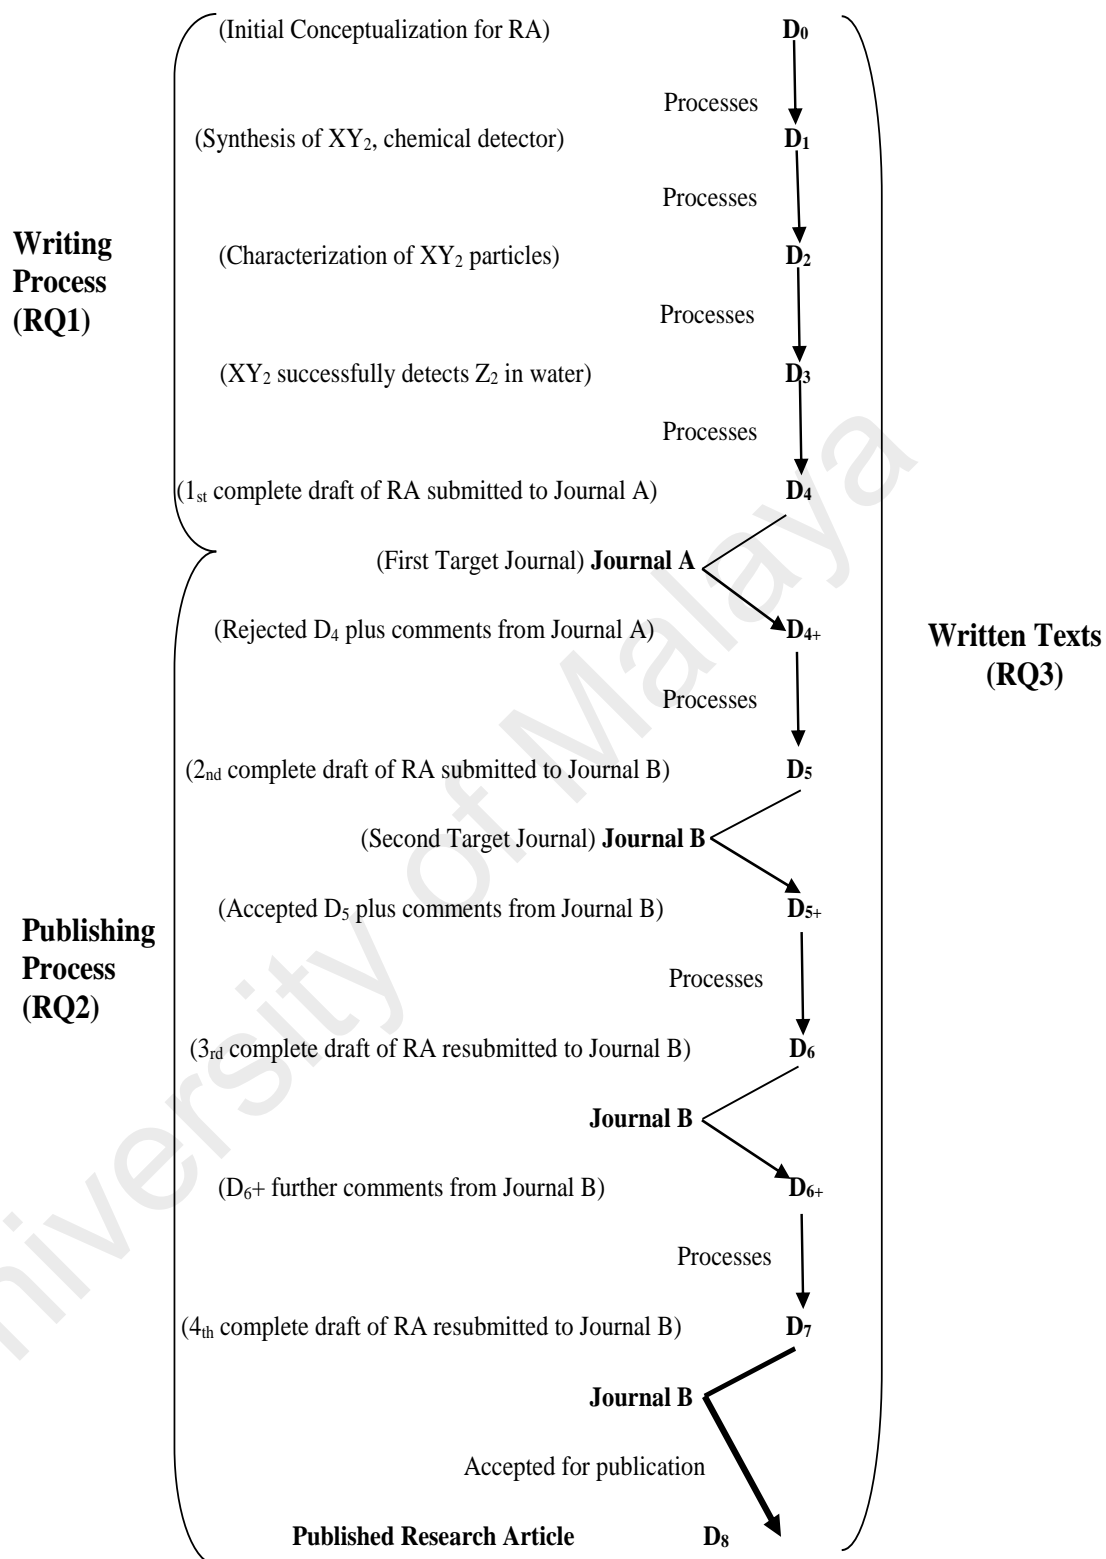 (Initial Conceptualization for RA) D0
Processes
(Synthesis of XY2, chemical detector) D1
Processes
Writing
Process
(RQ1)
(Characterization of XY2 particles) D2
Processes
(XY2 successfully detects Z2 in water) D3
Processes
(1st complete draft of RA submitted to Journal A) D4
(First Target Journal) Journal A
(Rejected D4 plus comments from Journal A) D4+
Written Texts
(RQ3)
Processes
(2nd complete draft of RA submitted to Journal B) D5
(Second Target Journal) Journal B
(Accepted D5 plus comments from Journal B) D5+
Publishing
Process
(RQ2)
Processes
(3rd complete draft of RA resubmitted to Journal B) D6
Journal B
(D6+ further comments from Journal B) D6+
Processes
(4th complete draft of RA resubmitted to Journal B) D7
Journal B
Accepted for publication
Published Research Article D8
niversity of Malaya